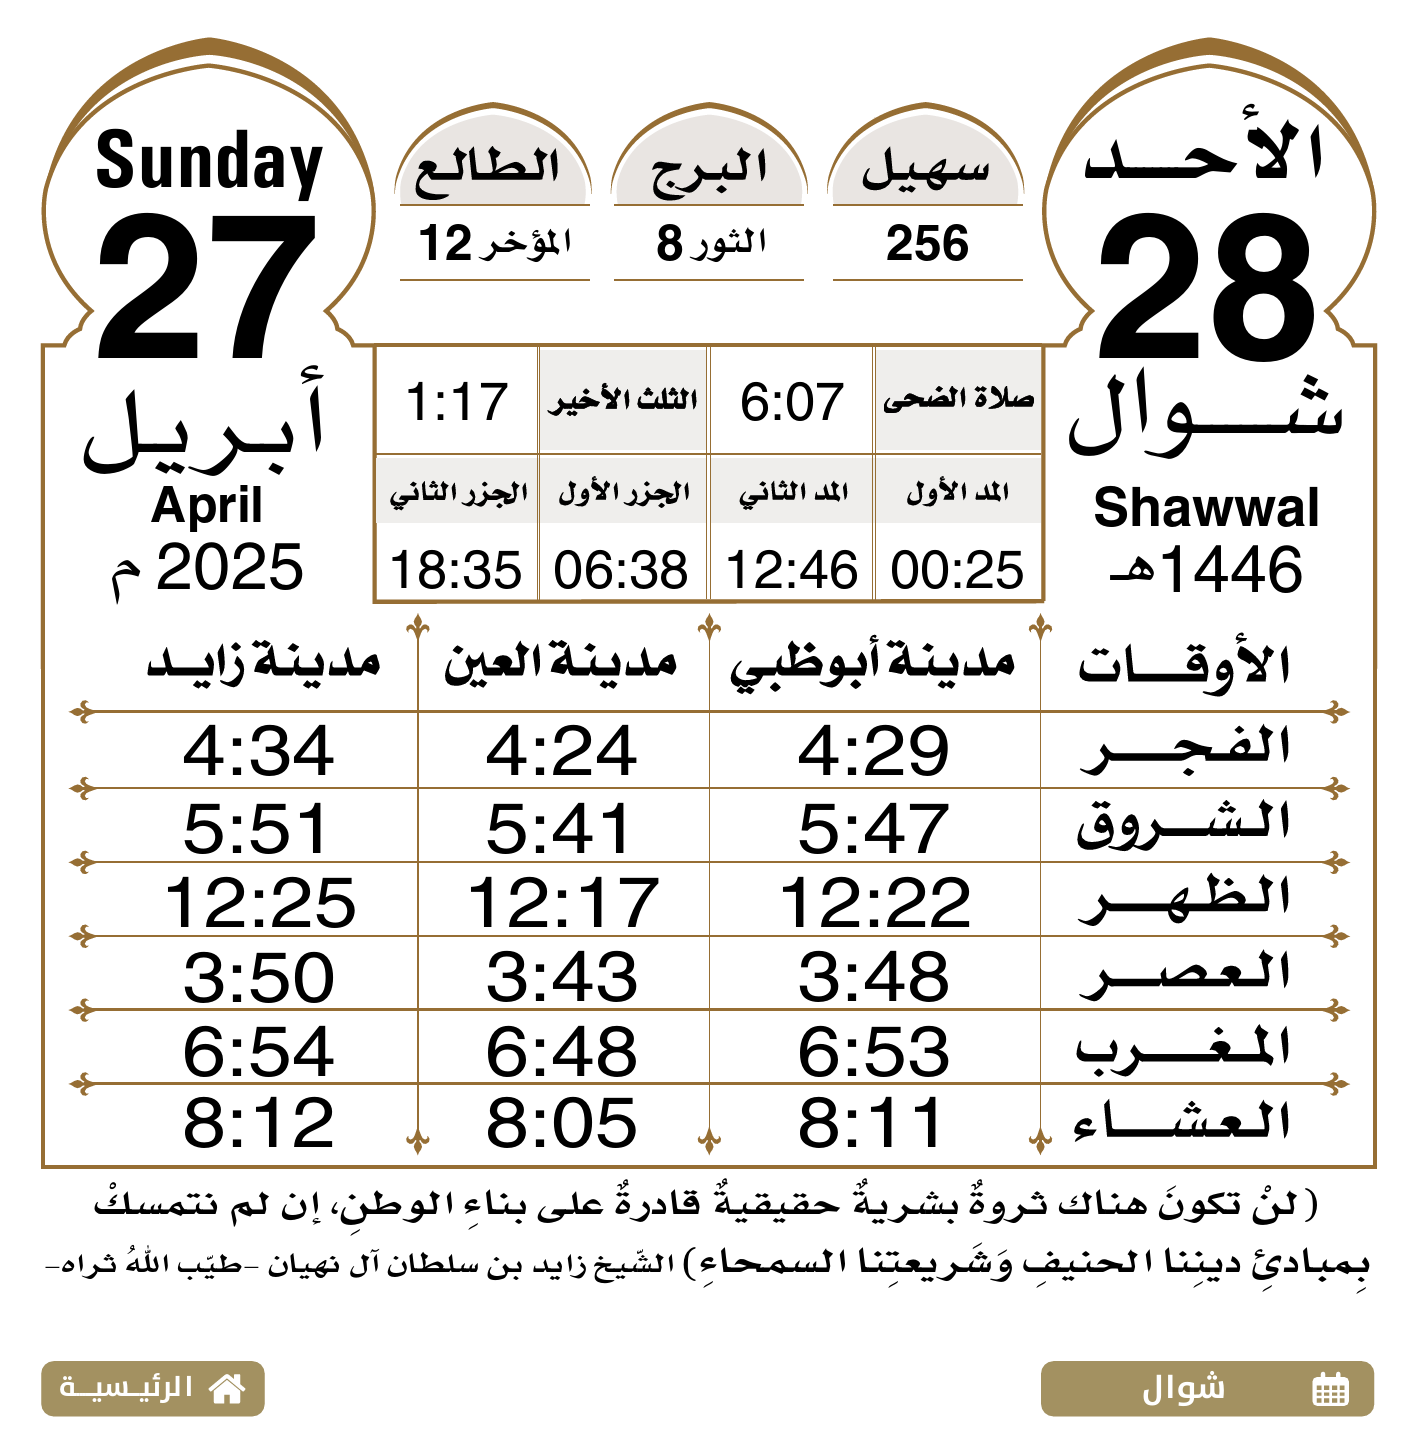 الأحد
28
شوال
Shawwal
1446هـ
سهيل
256
البرج
الثور 8
الطالع
المؤخر 12
Sunday
27
أبريل
April
2025 م
صلاة الضحى 6:07 الثلث الأخير 1:17
المد الأول المد الثاني الجزر الأول الجزر الثاني
00:25 12:46 06:38 18:35
الأوقات مدينة أبوظبي مدينة العين مدينة زايد
الفجر 4:29 4:24 4:34
الشروق 5:47 5:41 5:51
الظهر 12:22 12:17 12:25
العصر 3:48 3:43 3:50
المغرب 6:53 6:48 6:54
العشاء 8:11 8:05 8:12
( لنْ تكونَ هناك ثروةٌ بشريةٌ حقيقيةٌ قادرةٌ على بناءِ الوطنِ، إن لم نتمسكْ
بِمبادئِ دينِنا الحنيفِ وَشَريعتِنا السمحاءِ) الشّيخ زايد بن سلطان آل نهيان -طيّب اللهُ ثراه-
شوال
الرئيسية